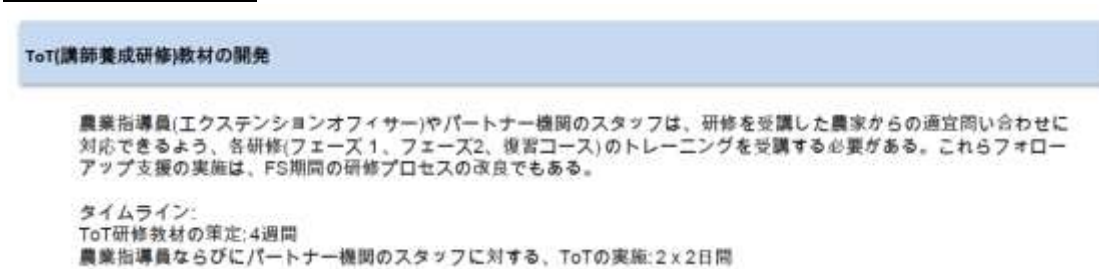 ToT(講師養成研修)教材の開発
農業指導員(エクステンションオフィサー)やパートナー機関のスタッフは、研修を受講した農家からの適宜問い合わせに
対応できるよう、各研修(フェーズ 1、フェーズ2、復習コース)のトレーニングを受講する必要がある。これらフォロー
アップ支援の実施は、FS期間の研修プロセスの改良でもある。
タイムライン:
ToT研修教材の策定: 4週間
農業指導員ならびにパートナー機関のスタッフに対する、ToTの実施: 2 x 2日間